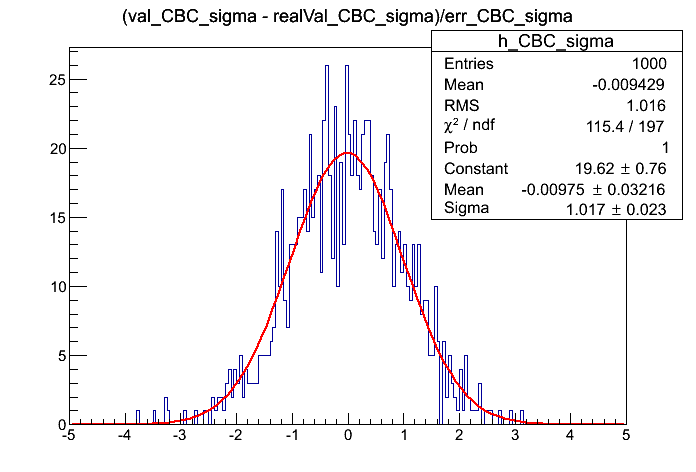 (val_CBC_sigma - realVal_CBC_sigma)/err_CBC_sigma
h_CBC_sigma
Entries 1000
Mean -0.009429
RMS 1.016
χ² / ndf 115.4 / 197
Prob 1
Constant 19.62 ± 0.76
Mean -0.00975 ± 0.03216
Sigma 1.017 ± 0.023
25
20
15
10
5
0
-5 -4 -3 -2 -1 0 1 2 3 4 5